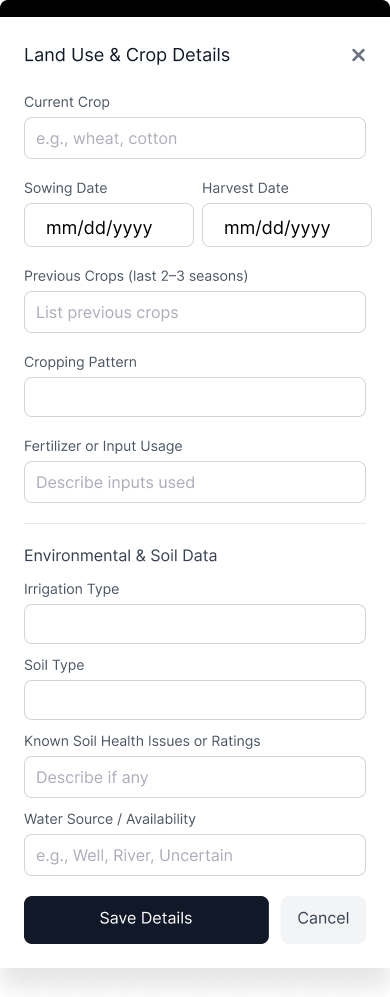 Land Use & Crop Details
Current Crop
e.g., wheat, cotton
Sowing Date Harvest Date
mm/dd/yyyy mm/dd/yyyy
Previous Crops (last 2–3 seasons)
List previous crops
Cropping Pattern
Fertilizer or Input Usage
Describe inputs used
Environmental & Soil Data
Irrigation Type
Soil Type
Known Soil Health Issues or Ratings
Describe if any
Water Source / Availability
e.g., Well, River, Uncertain
Save Details Cancel